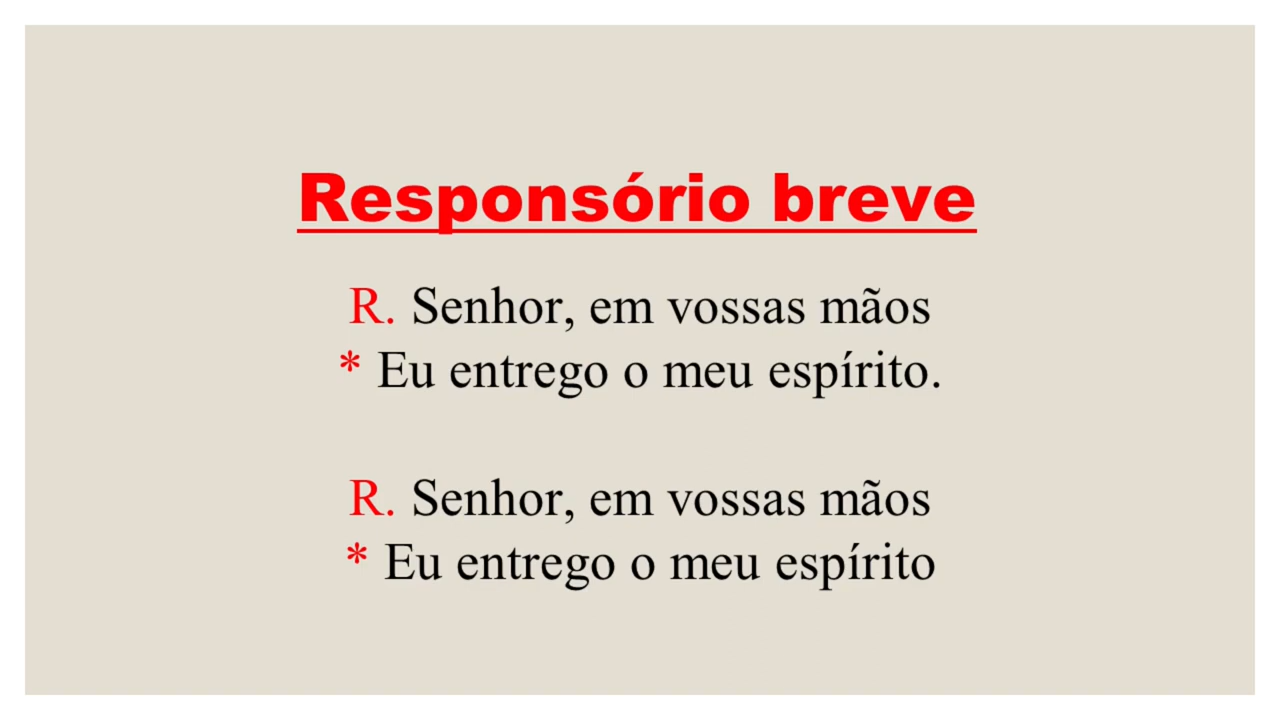 Responsório breve
R. Senhor, em vossas mãos
* Eu entrego o meu espírito.
R. Senhor, em vossas mãos
* Eu entrego o meu espírito